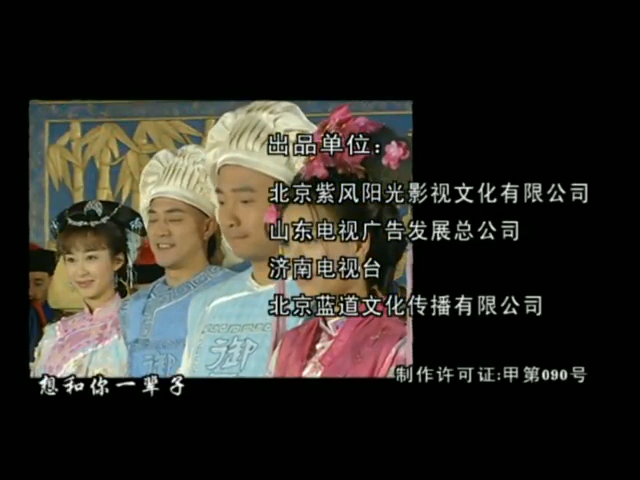 出品单位：
北京紫风阳光影视文化有限公司
山东电视广告发展总公司
济南电视台
北京蓝道文化传播有限公司
御
制作许可证:甲第090号
想和你一辈子